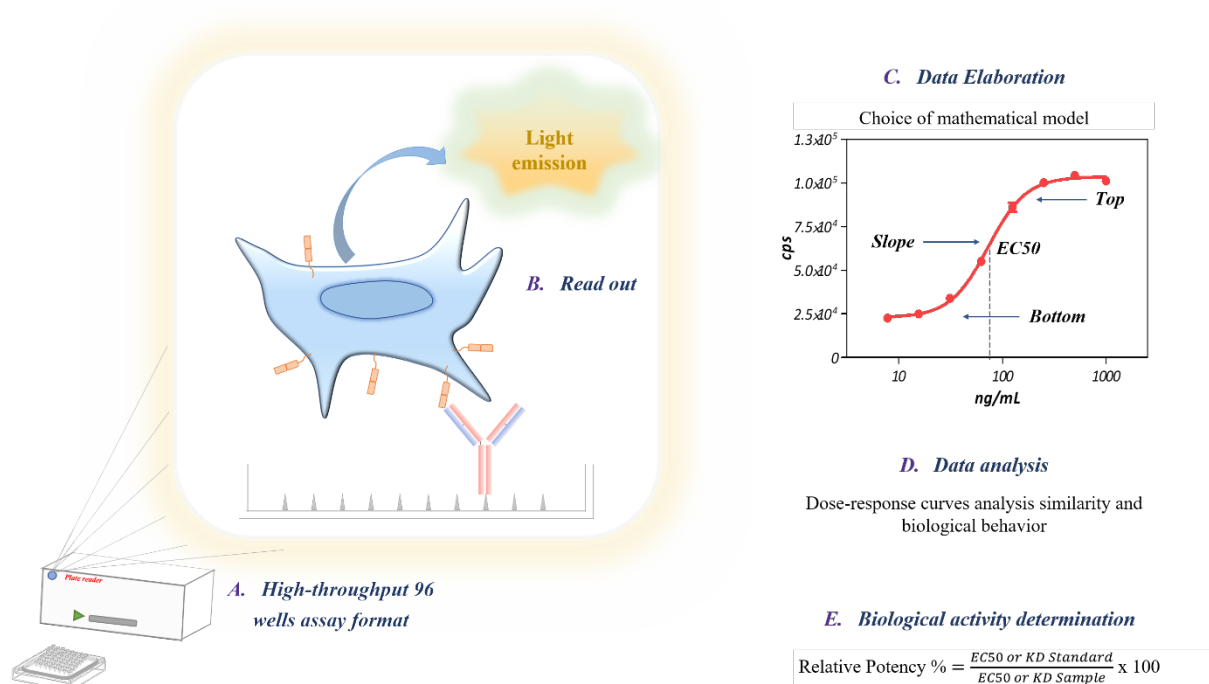 Light
emission
B. Read out
Plate reader
A. High-throughput 96
wells assay format
C. Data Elaboration
Choice of mathematical model
1.3x10⁵
1.0x10⁵
7.5x10⁴
5.0x10⁴
2.5x10⁴
0
cps
Top
Slope
EC50
Bottom
10
100
1000
ng/mL
D. Data analysis
Dose-response curves analysis similarity and
biological behavior
E. Biological activity determination
Relative Potency % = EC50 or KD Standard / EC50 or KD Sample x 100